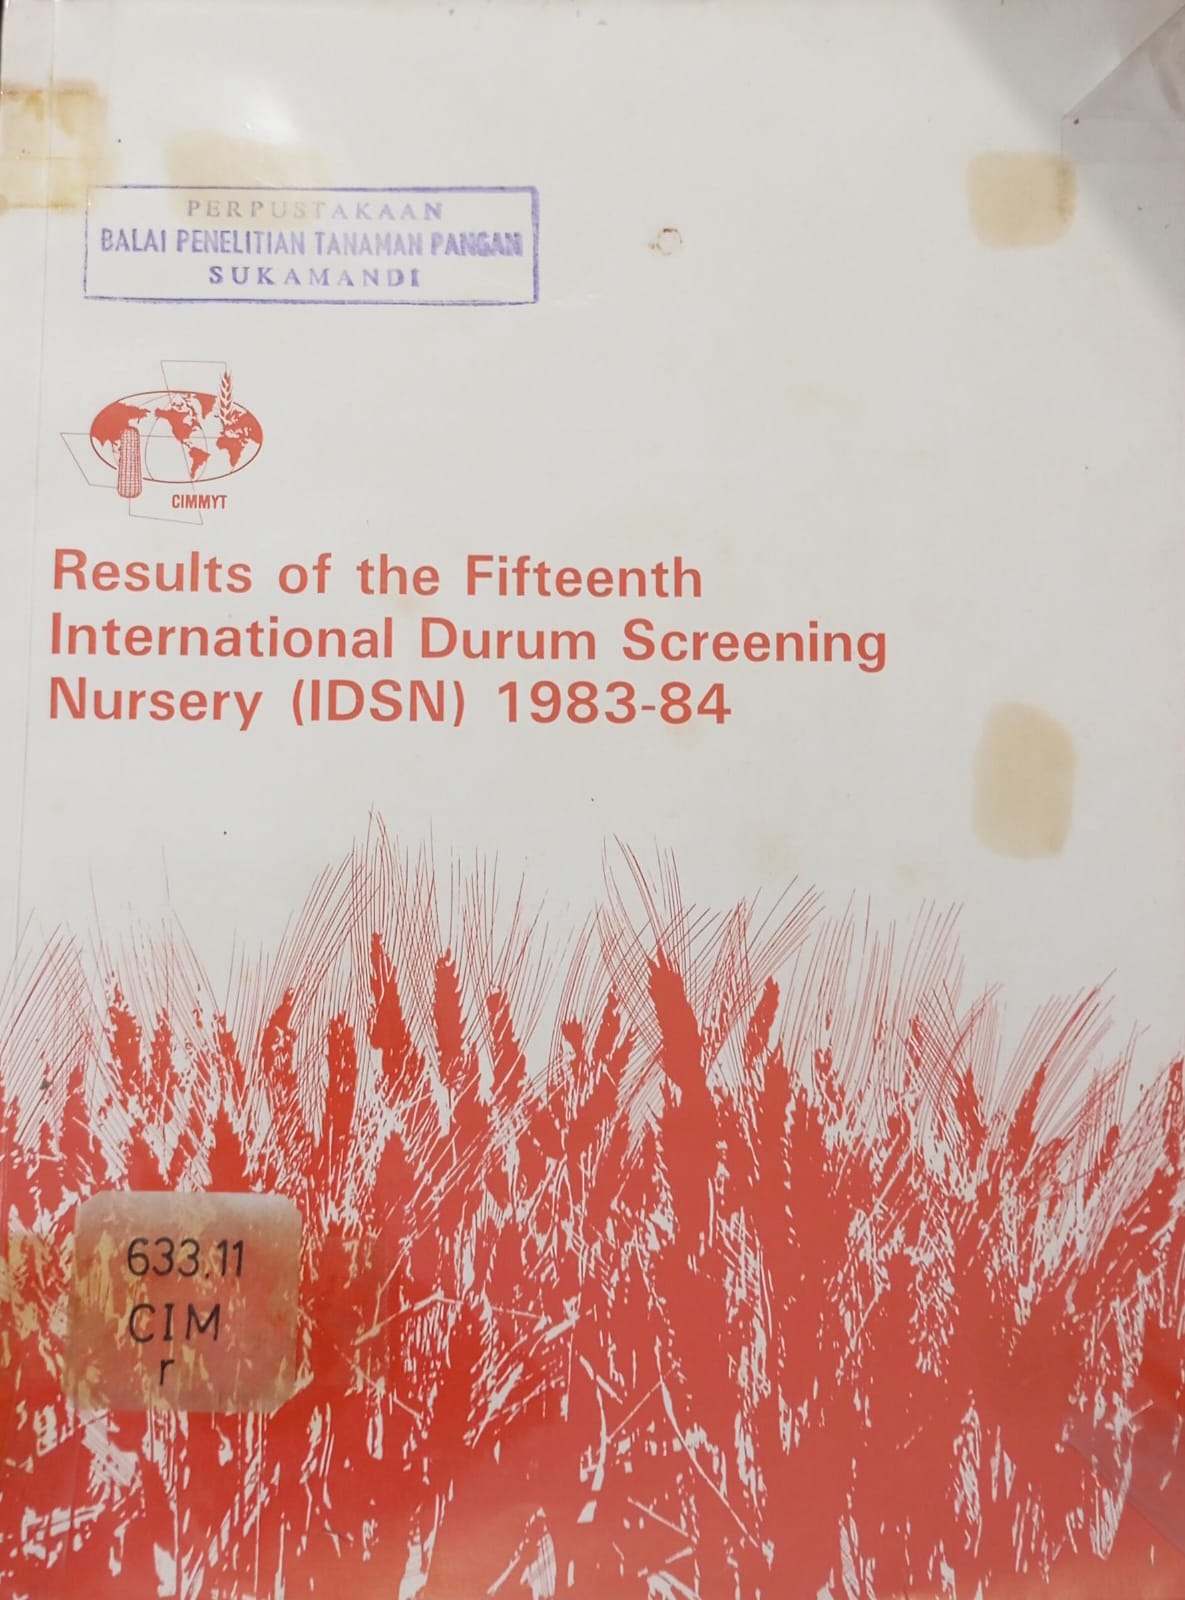 PERPUSTAKAAN
BALAI PENELITIAN TANAMAN PANGAN
SUKAMANDI
CIMMYT
Results of the Fifteenth
International Durum Screening
Nursery (IDSN) 1983-84
633.11
CIM
r